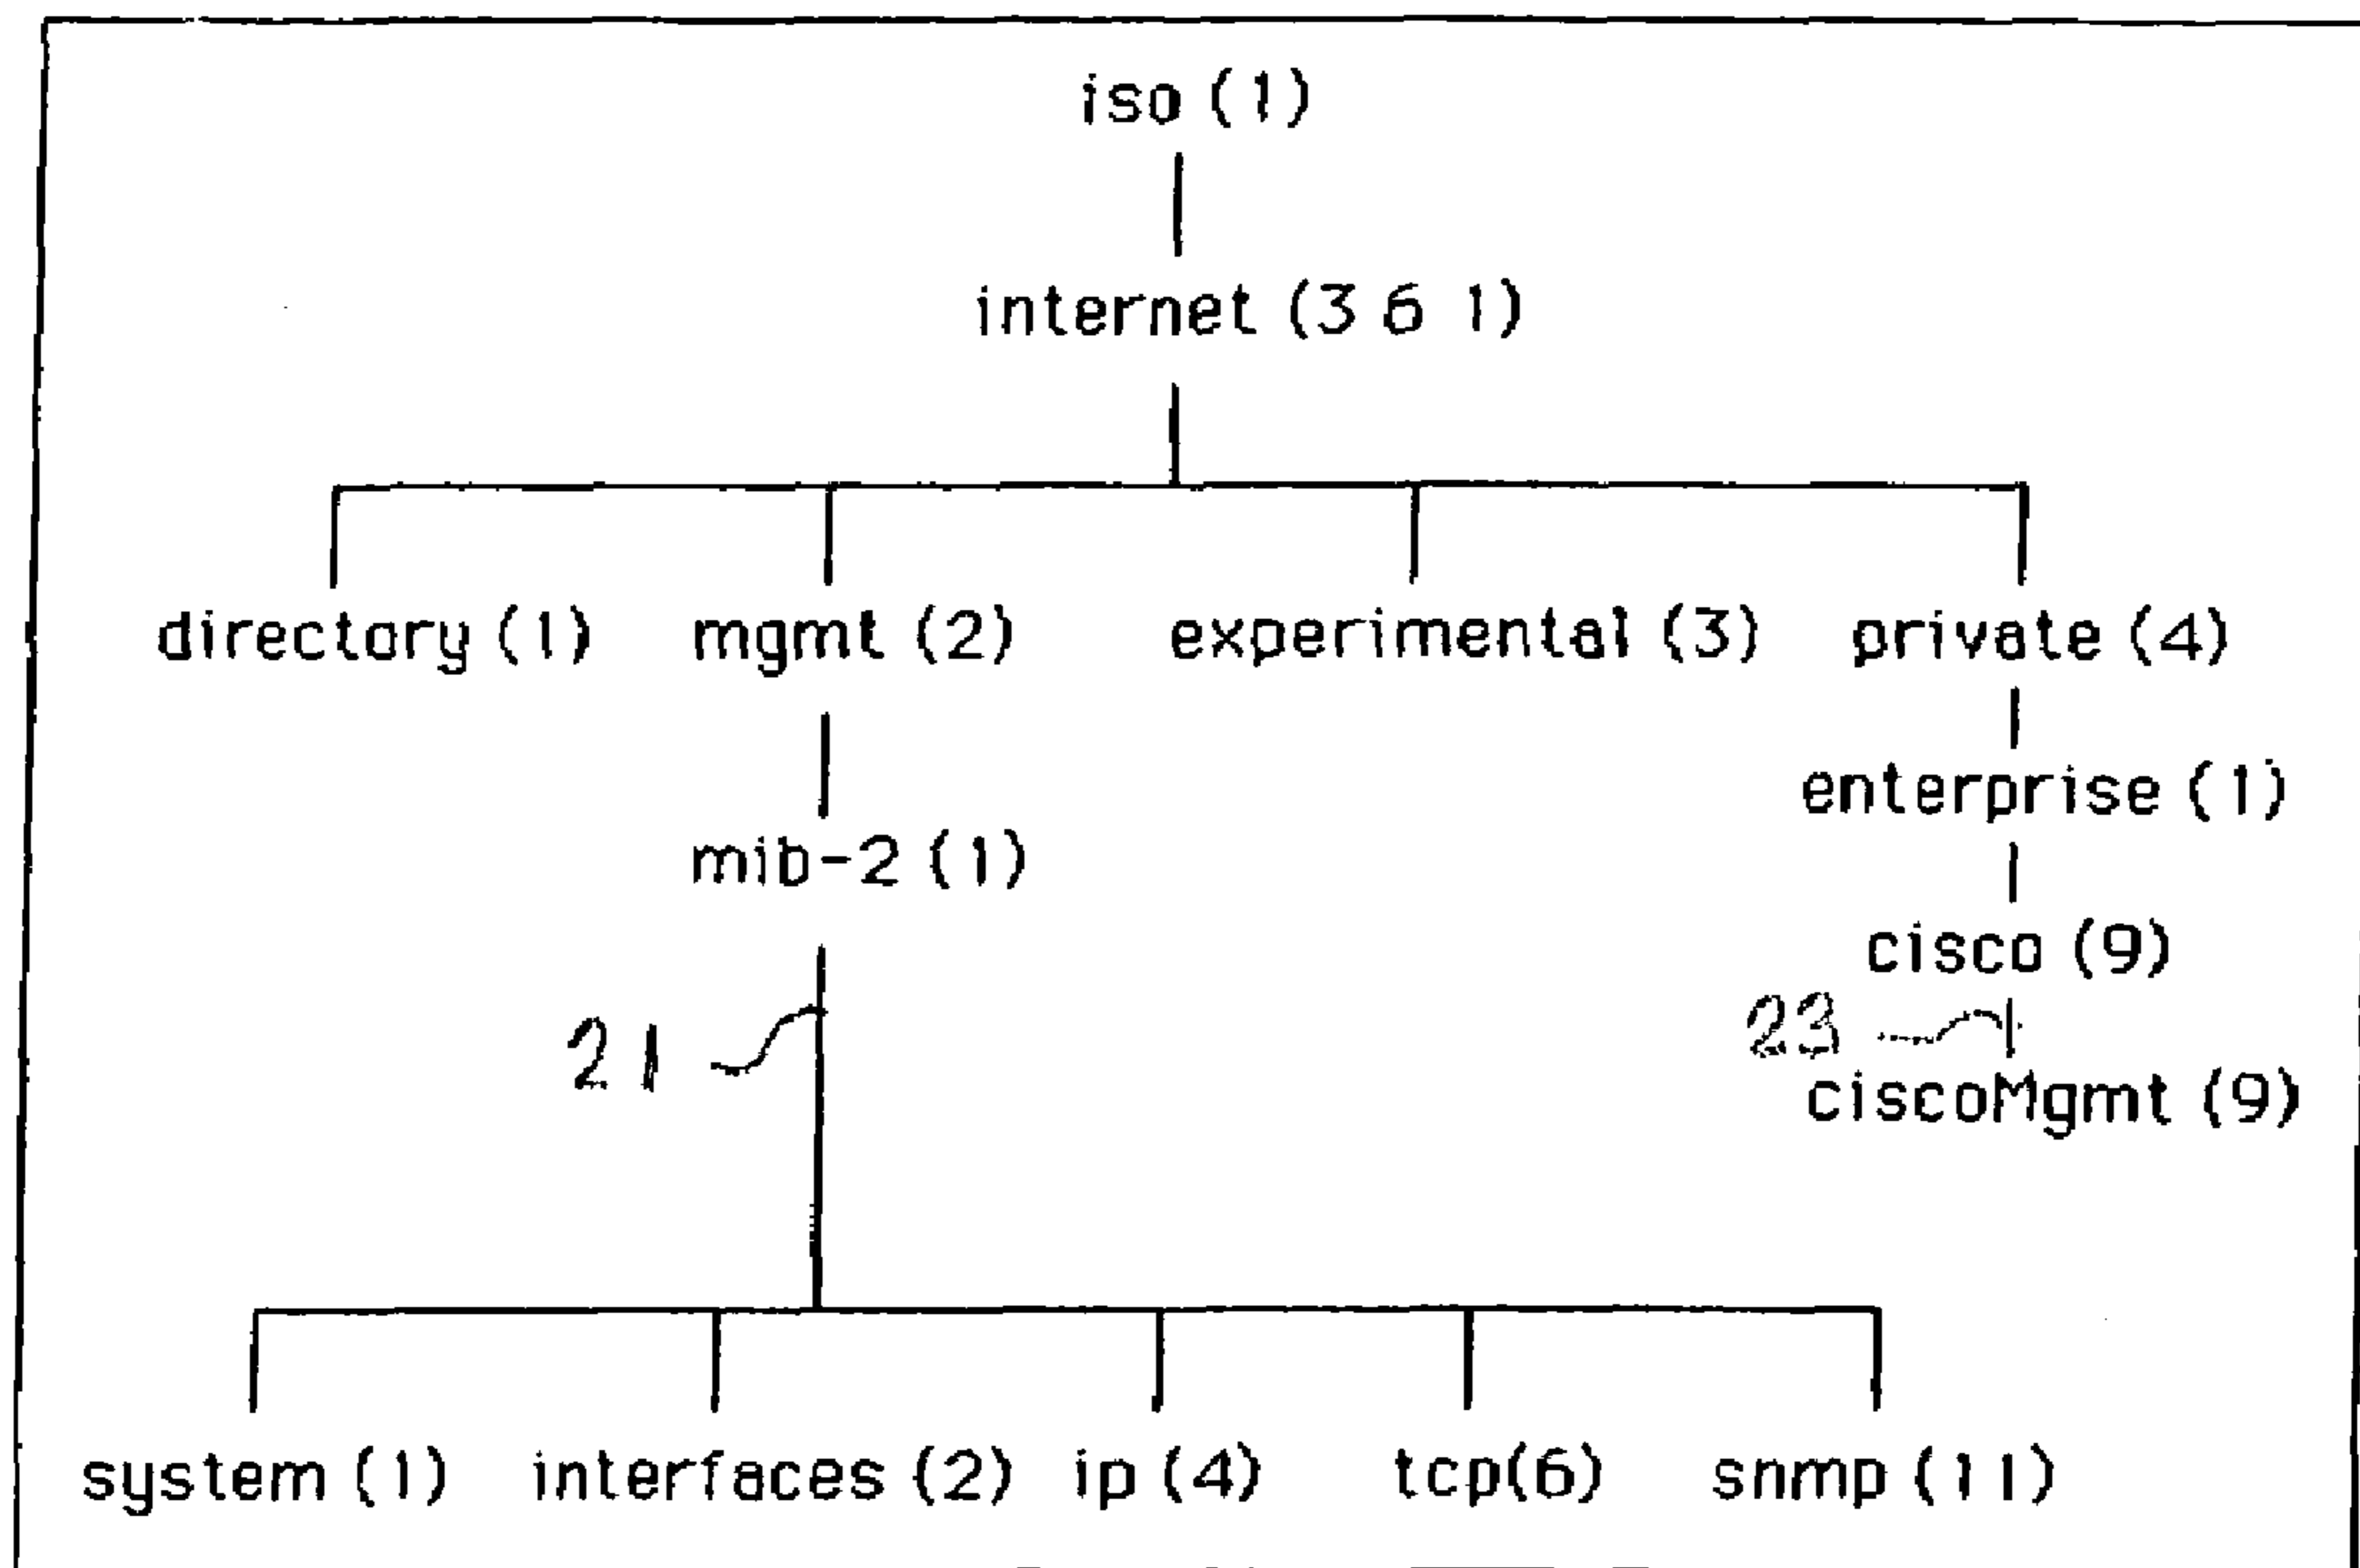 iso (1)
internet (3 6 1)
directory (1) mgmt (2) experimental (3) private (4)
enterprise (1)
mib-2 (1)
cisco (9)
21
23
ciscoMgmt (9)
system (1) interfaces (2) ip (4) tcp(6) snmp (11)